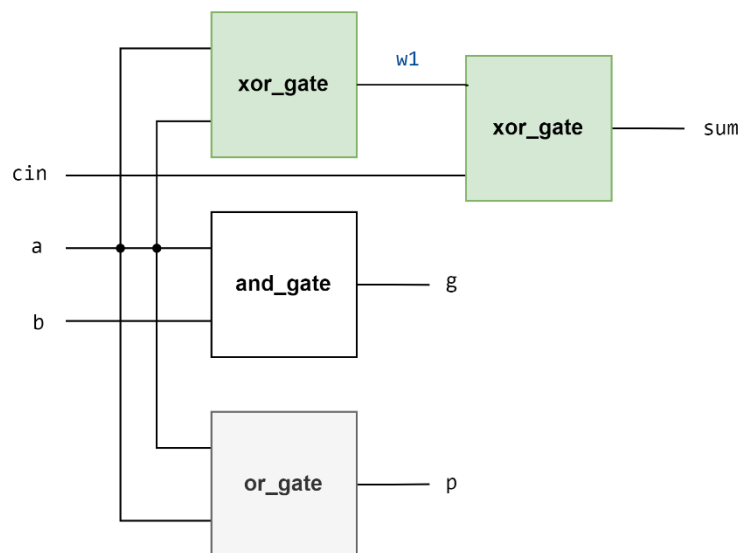 w1
xor_gate
xor_gate
sum
cin
a
and_gate
g
b
or_gate
p